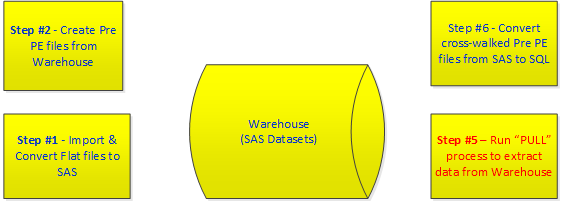 Step #2 - Create Pre
PE files from
Warehouse
Step #6 - Convert
cross-walked Pre PE
files from SAS to SQL
Warehouse
(SAS Datasets)
Step #1 - Import &
Convert Flat files to
SAS
Step #5 – Run “PULL”
process to extract
data from Warehouse